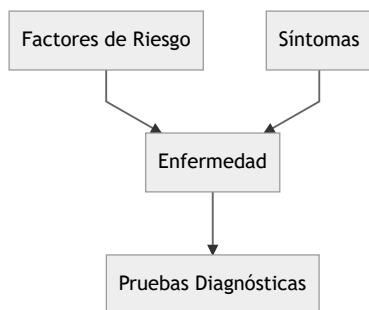 Factores de Riesgo
Síntomas
Enfermedad
Pruebas Diagnósticas